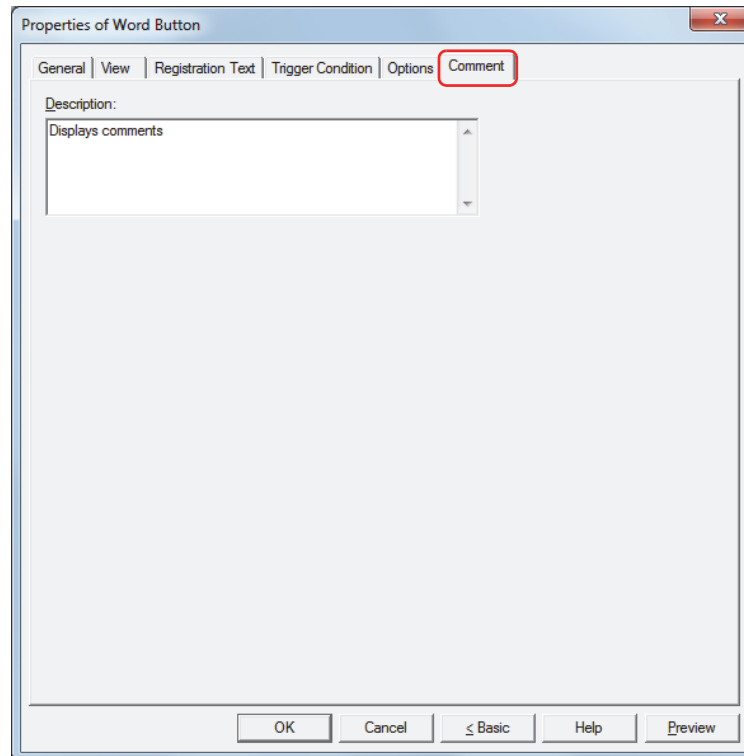 Properties of Word Button
X
General View Registration Text Trigger Condition Options Comment
Description:
Displays comments
OK Cancel < Basic Help Preview